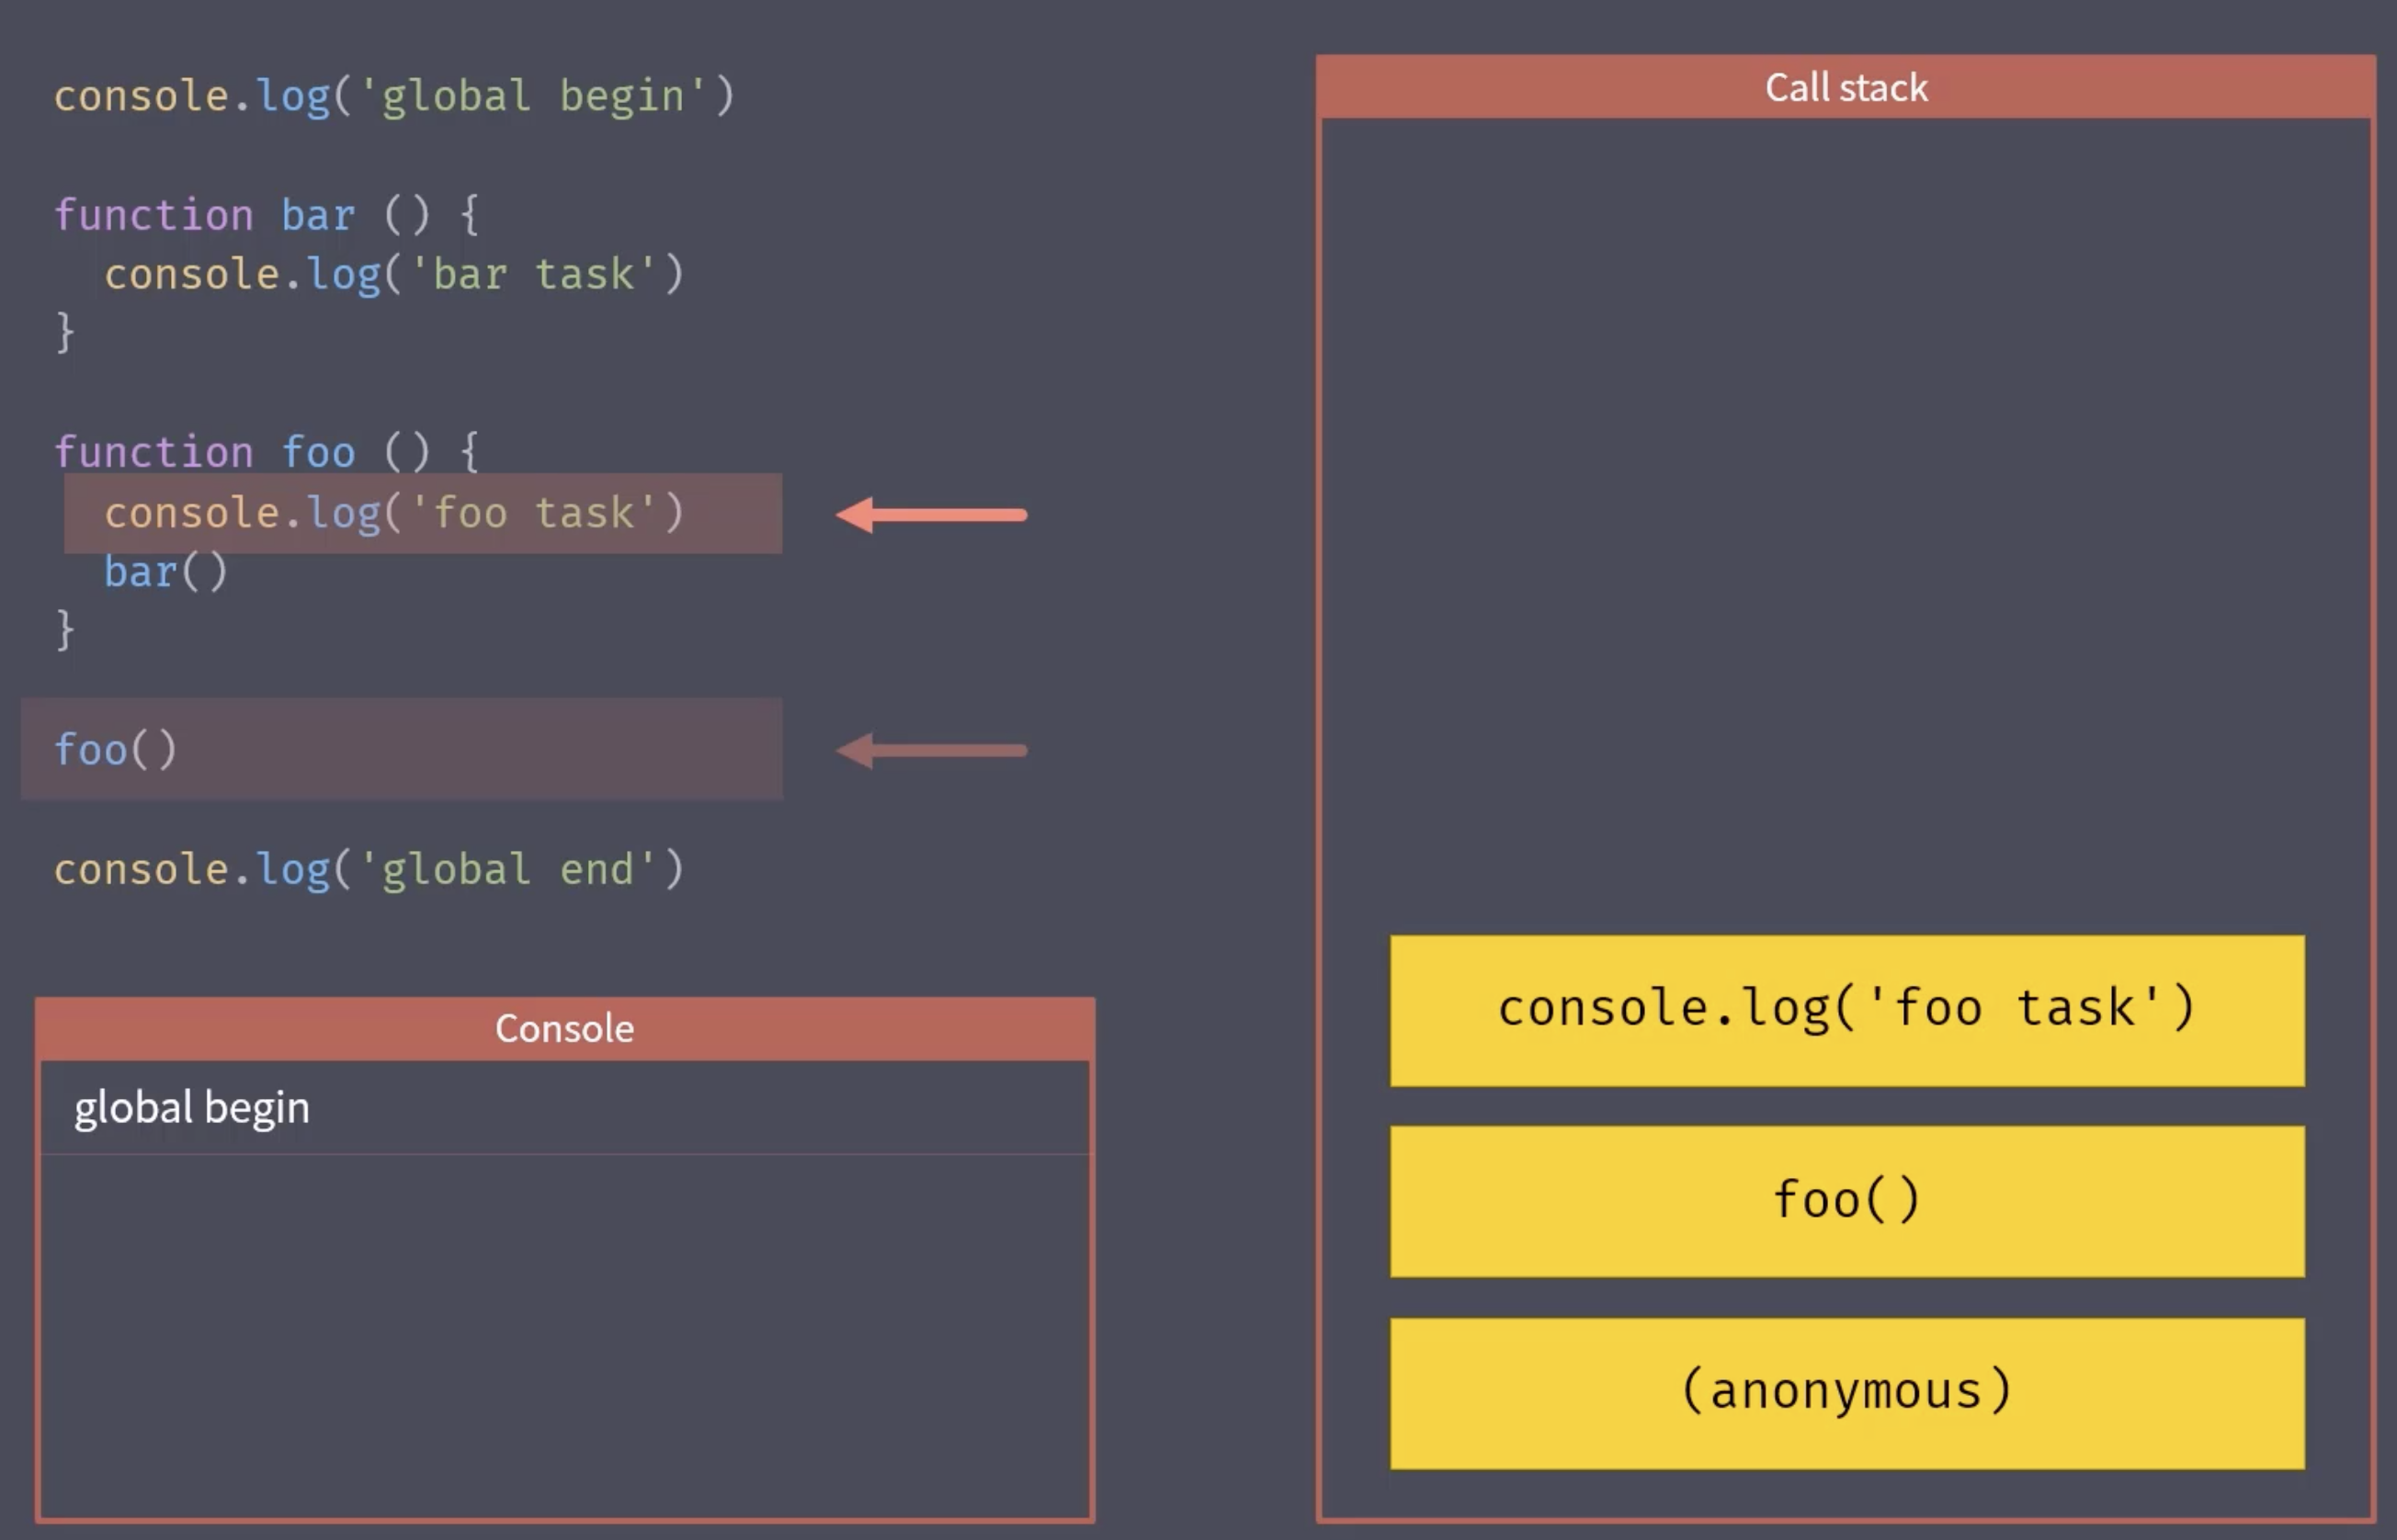 console.log('global begin')
function bar () {
  console.log('bar task')
}
function foo () {
  console.log('foo task')
  bar()
}
foo()
console.log('global end')
Console
global begin
Call stack
console.log('foo task')
foo()
(anonymous)